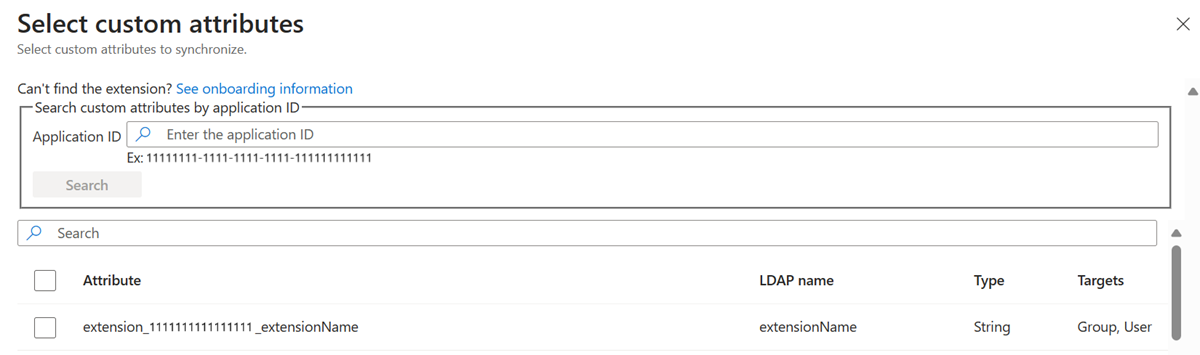 Select custom attributes
Select custom attributes to synchronize.
Can't find the extension? See onboarding information
Search custom attributes by application ID
Application ID Enter the application ID
Ex: 11111111-1111-1111-1111-111111111111
Search
Search
Attribute LDAP name Type Targets
extension_1111111111111111_extensionName extensionName String Group, User